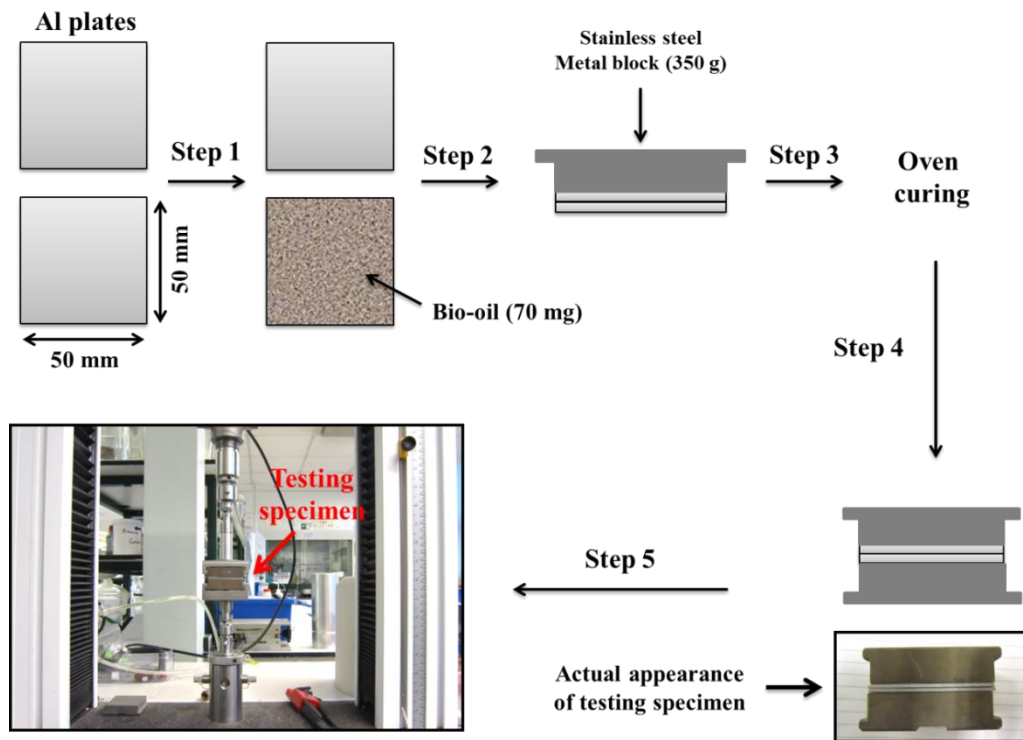 Al plates
Stainless steel
Metal block (350 g)
Step 1
Step 2
Step 3
Oven
curing
50 mm
50 mm
Bio-oil (70 mg)
Step 4
Testing
specimen
Step 5
Actual appearance
of testing specimen